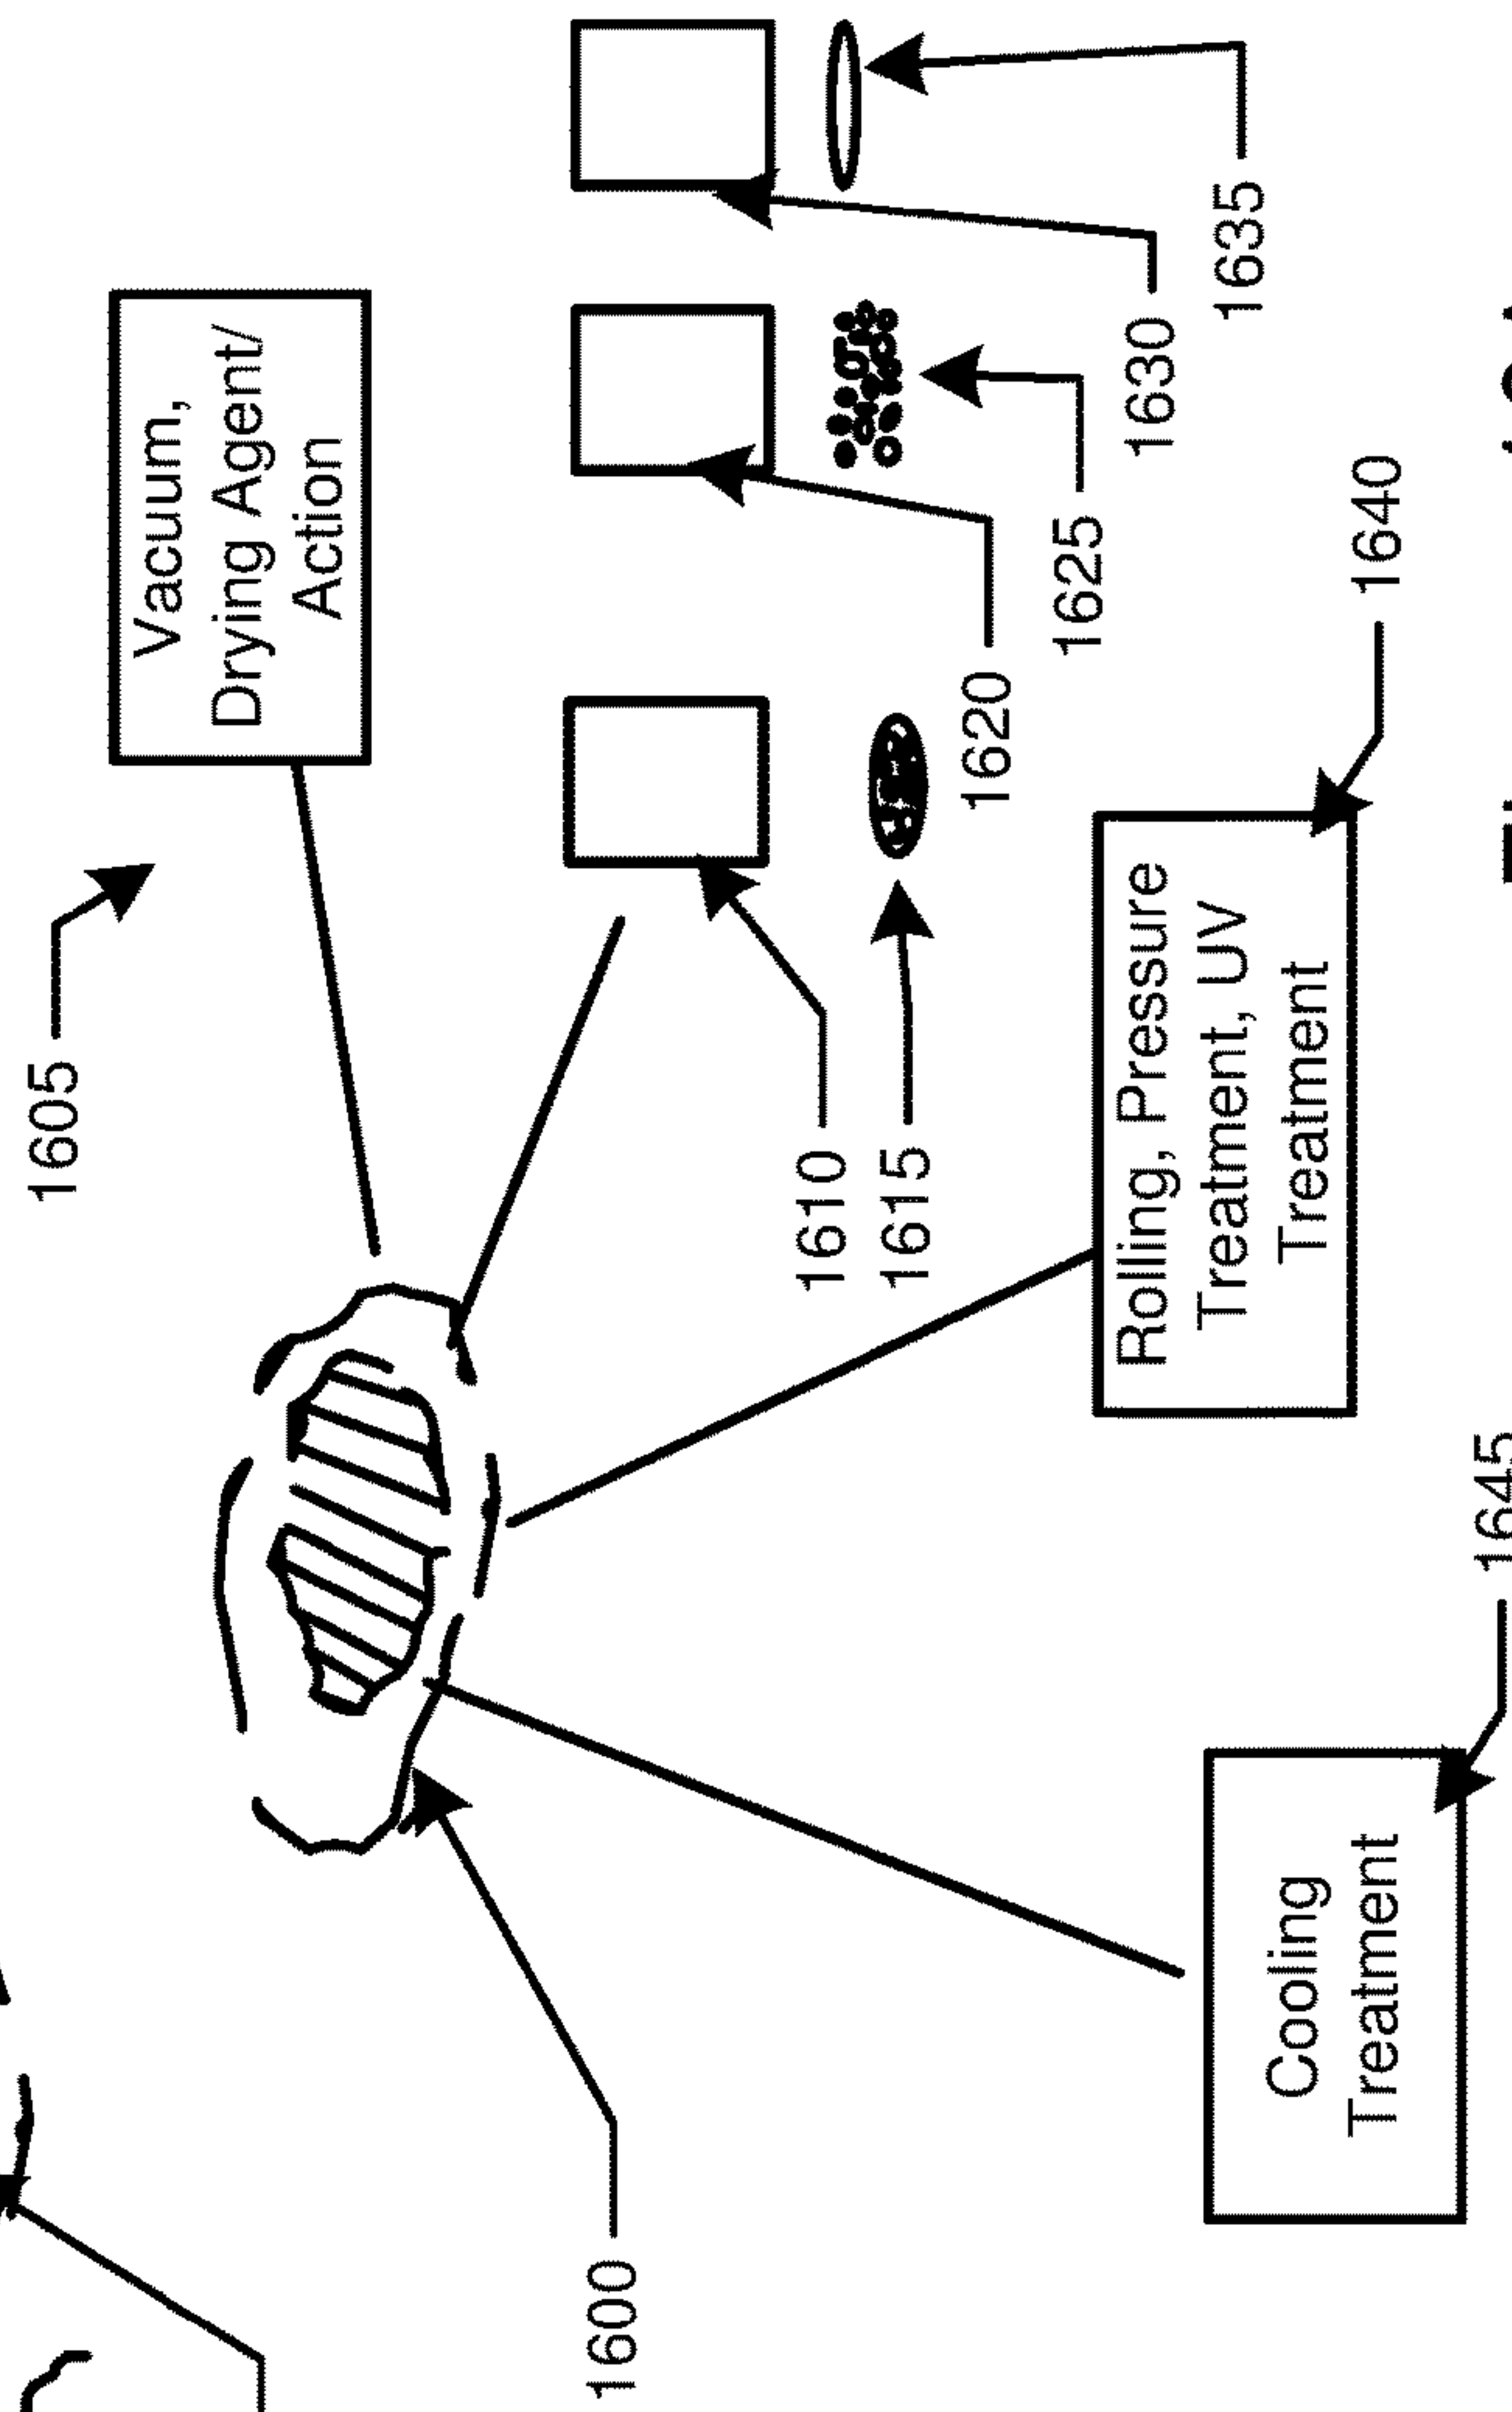 1605
Vacuum,
Drying Agent/
Action
1600
1610
1615
1620
1625
1630
1635
Rolling, Pressure
Treatment, UV
Treatment
1640
Cooling
Treatment
1645